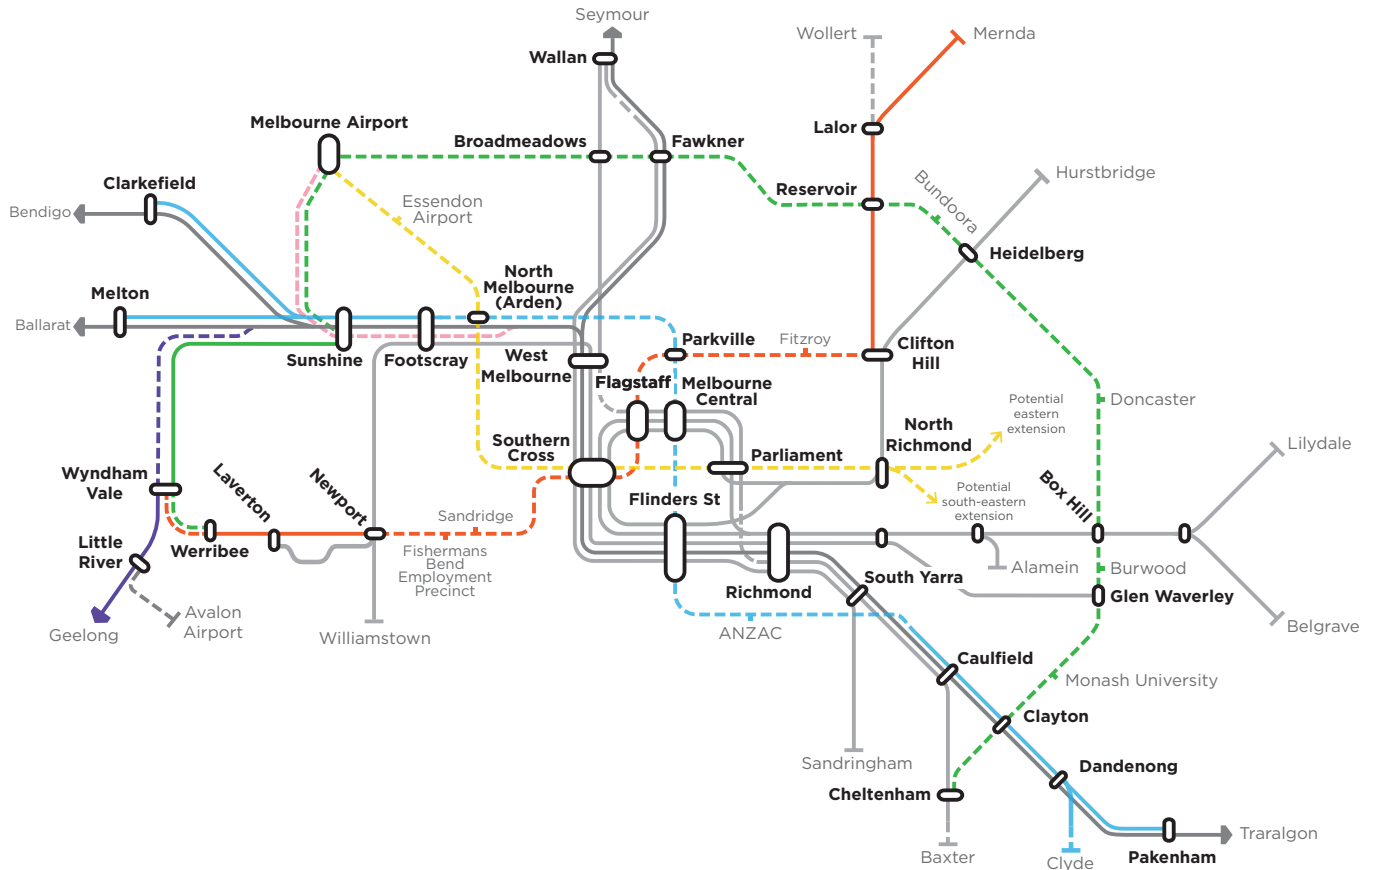 Seymour
Wallan
Wollert
Mernda
Melbourne Airport
Lalor
Broadmeadows
Fawkner
Clarkefield
Bendigo
Essendon
Airport
Reservoir
Bundoora
Hurstbridge
Heidelberg
Melton
Ballarat
North
Melbourne
(Arden)
Sunshine
Footscray
West
Melbourne
Parkville
Fitzroy
Clifton
Hill
Flagstaff
Melbourne
Central
Potential
eastern
extension
Doncaster
North
Richmond
Southern
Cross
Parliament
Lilydale
Wyndham
Vale
Laverton
Newport
Potential
south-eastern
extension
Box Hill
Flinders St
Sandridge
Fishermans
Bend
Employment
Precinct
Little
River
Werribee
Alamein
Burwood
Richmond
South Yarra
Glen Waverley
Avalon
Airport
Geelong
Williamstown
ANZAC
Belgrave
Caulfield
Monash University
Clayton
Sandringham
Dandenong
Cheltenham
Baxter
Clyde
Pakenham
Traralgon